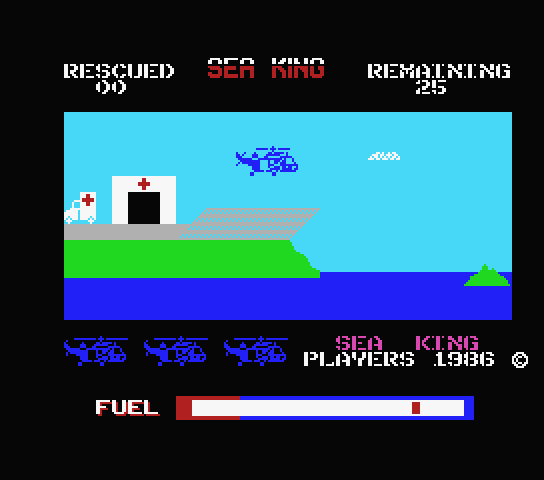 RESCUED SEA KING REMAINING
00 25
SEA KING
PLAYERS 1986 ©
FUEL